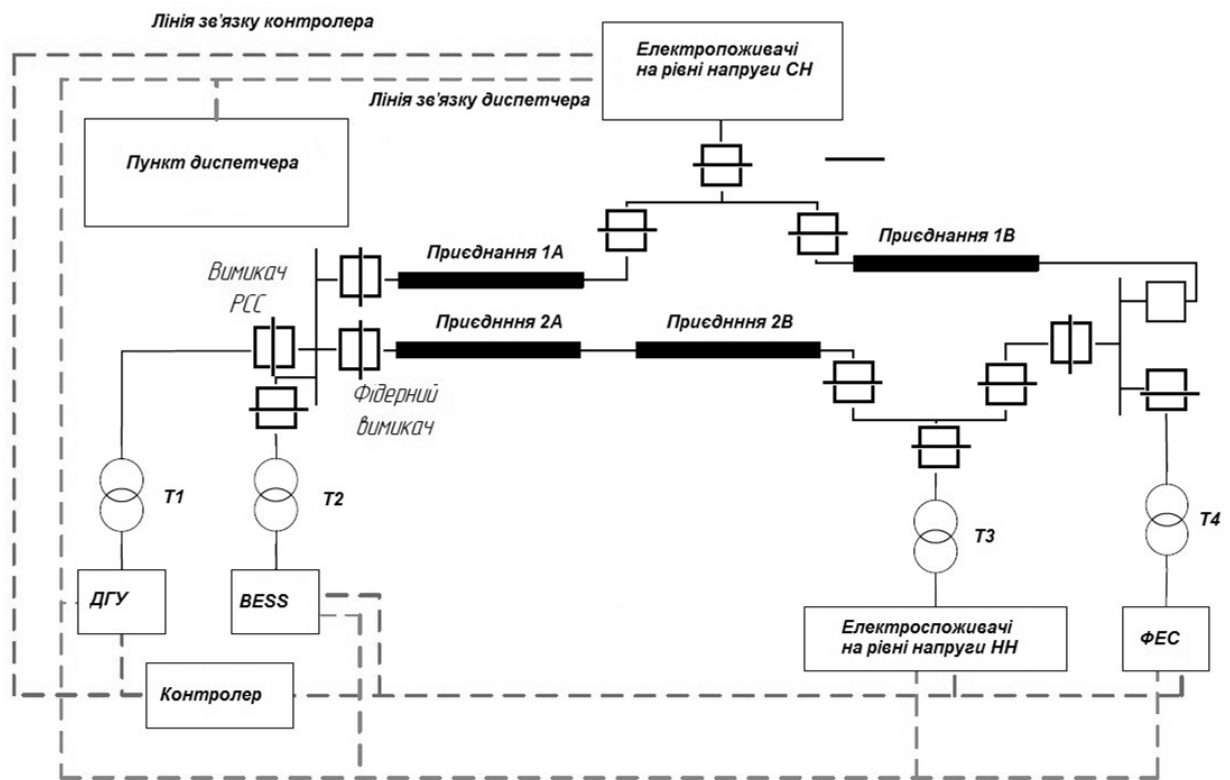 Лінія зв'язку контролера
Електропоживачі
на рівні напруги СН
Лінія зв'язку диспетчера
Пункт диспетчера
Приєднання 1А
Приєднання 1В
Вимикач
РСС
Приєднння 2А
Приєднння 2В
Фідерний
вимикач
Т1
Т2
Т3
Т4
ДГУ
BESS
Електроспоживачі
на рівні напруги НН
ФЕС
Контролер